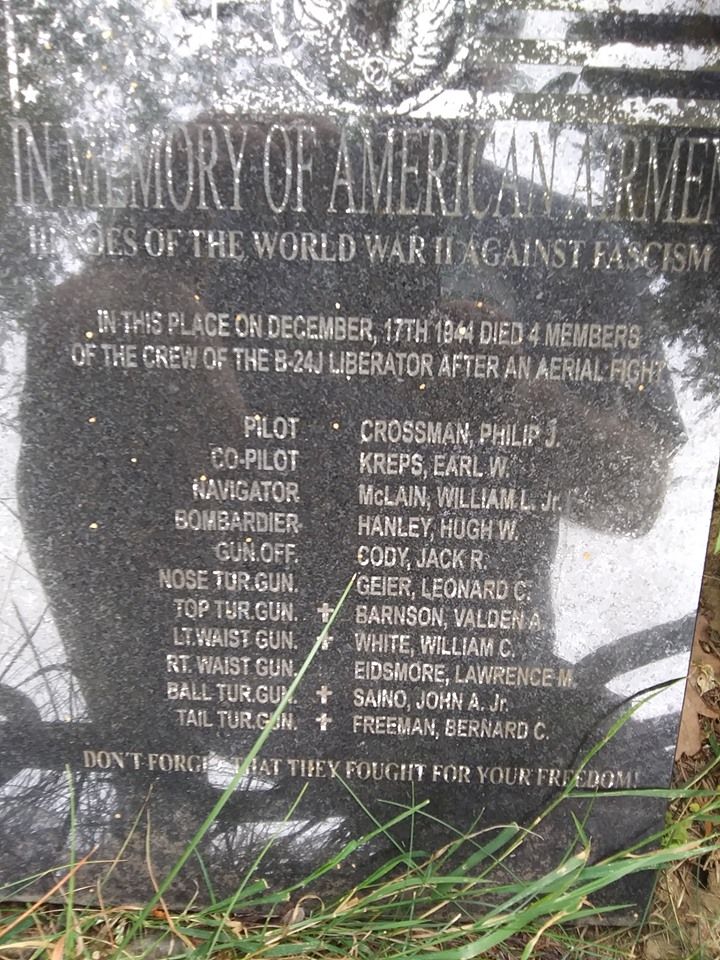 IN MEMORY OF AMERICAN AIRMEN
HEROES OF THE WORLD WAR II AGAINST FASCISM
IN THIS PLACE ON DECEMBER, 17TH 1944 DIED 4 MEMBERS
OF THE CREW OF THE B-24J LIBERATOR AFTER AN AERIAL FIGHT
PILOT CROSSMAN, PHILIP J.
CO-PILOT KREPS, EARL W.
NAVIGATOR McLAIN, WILLIAM L. Jr.
BOMBARDIER HANLEY, HUGH W.
GUN.OFF. CODY, JACK R.
NOSE TUR.GUN. GEIER, LEONARD C.
TOP TUR.GUN. ✝ BARNSON, VALDEN A.
LT.WAIST GUN. ✝ WHITE, WILLIAM C.
RT. WAIST GUN. EIDSMORE, LAWRENCE M.
BALL TUR.GUN. ✝ SAINO, JOHN A. Jr.
TAIL TUR.GUN. ✝ FREEMAN, BERNARD C.
DON'T FORGET THAT THEY FOUGHT FOR YOUR FREEDOM!